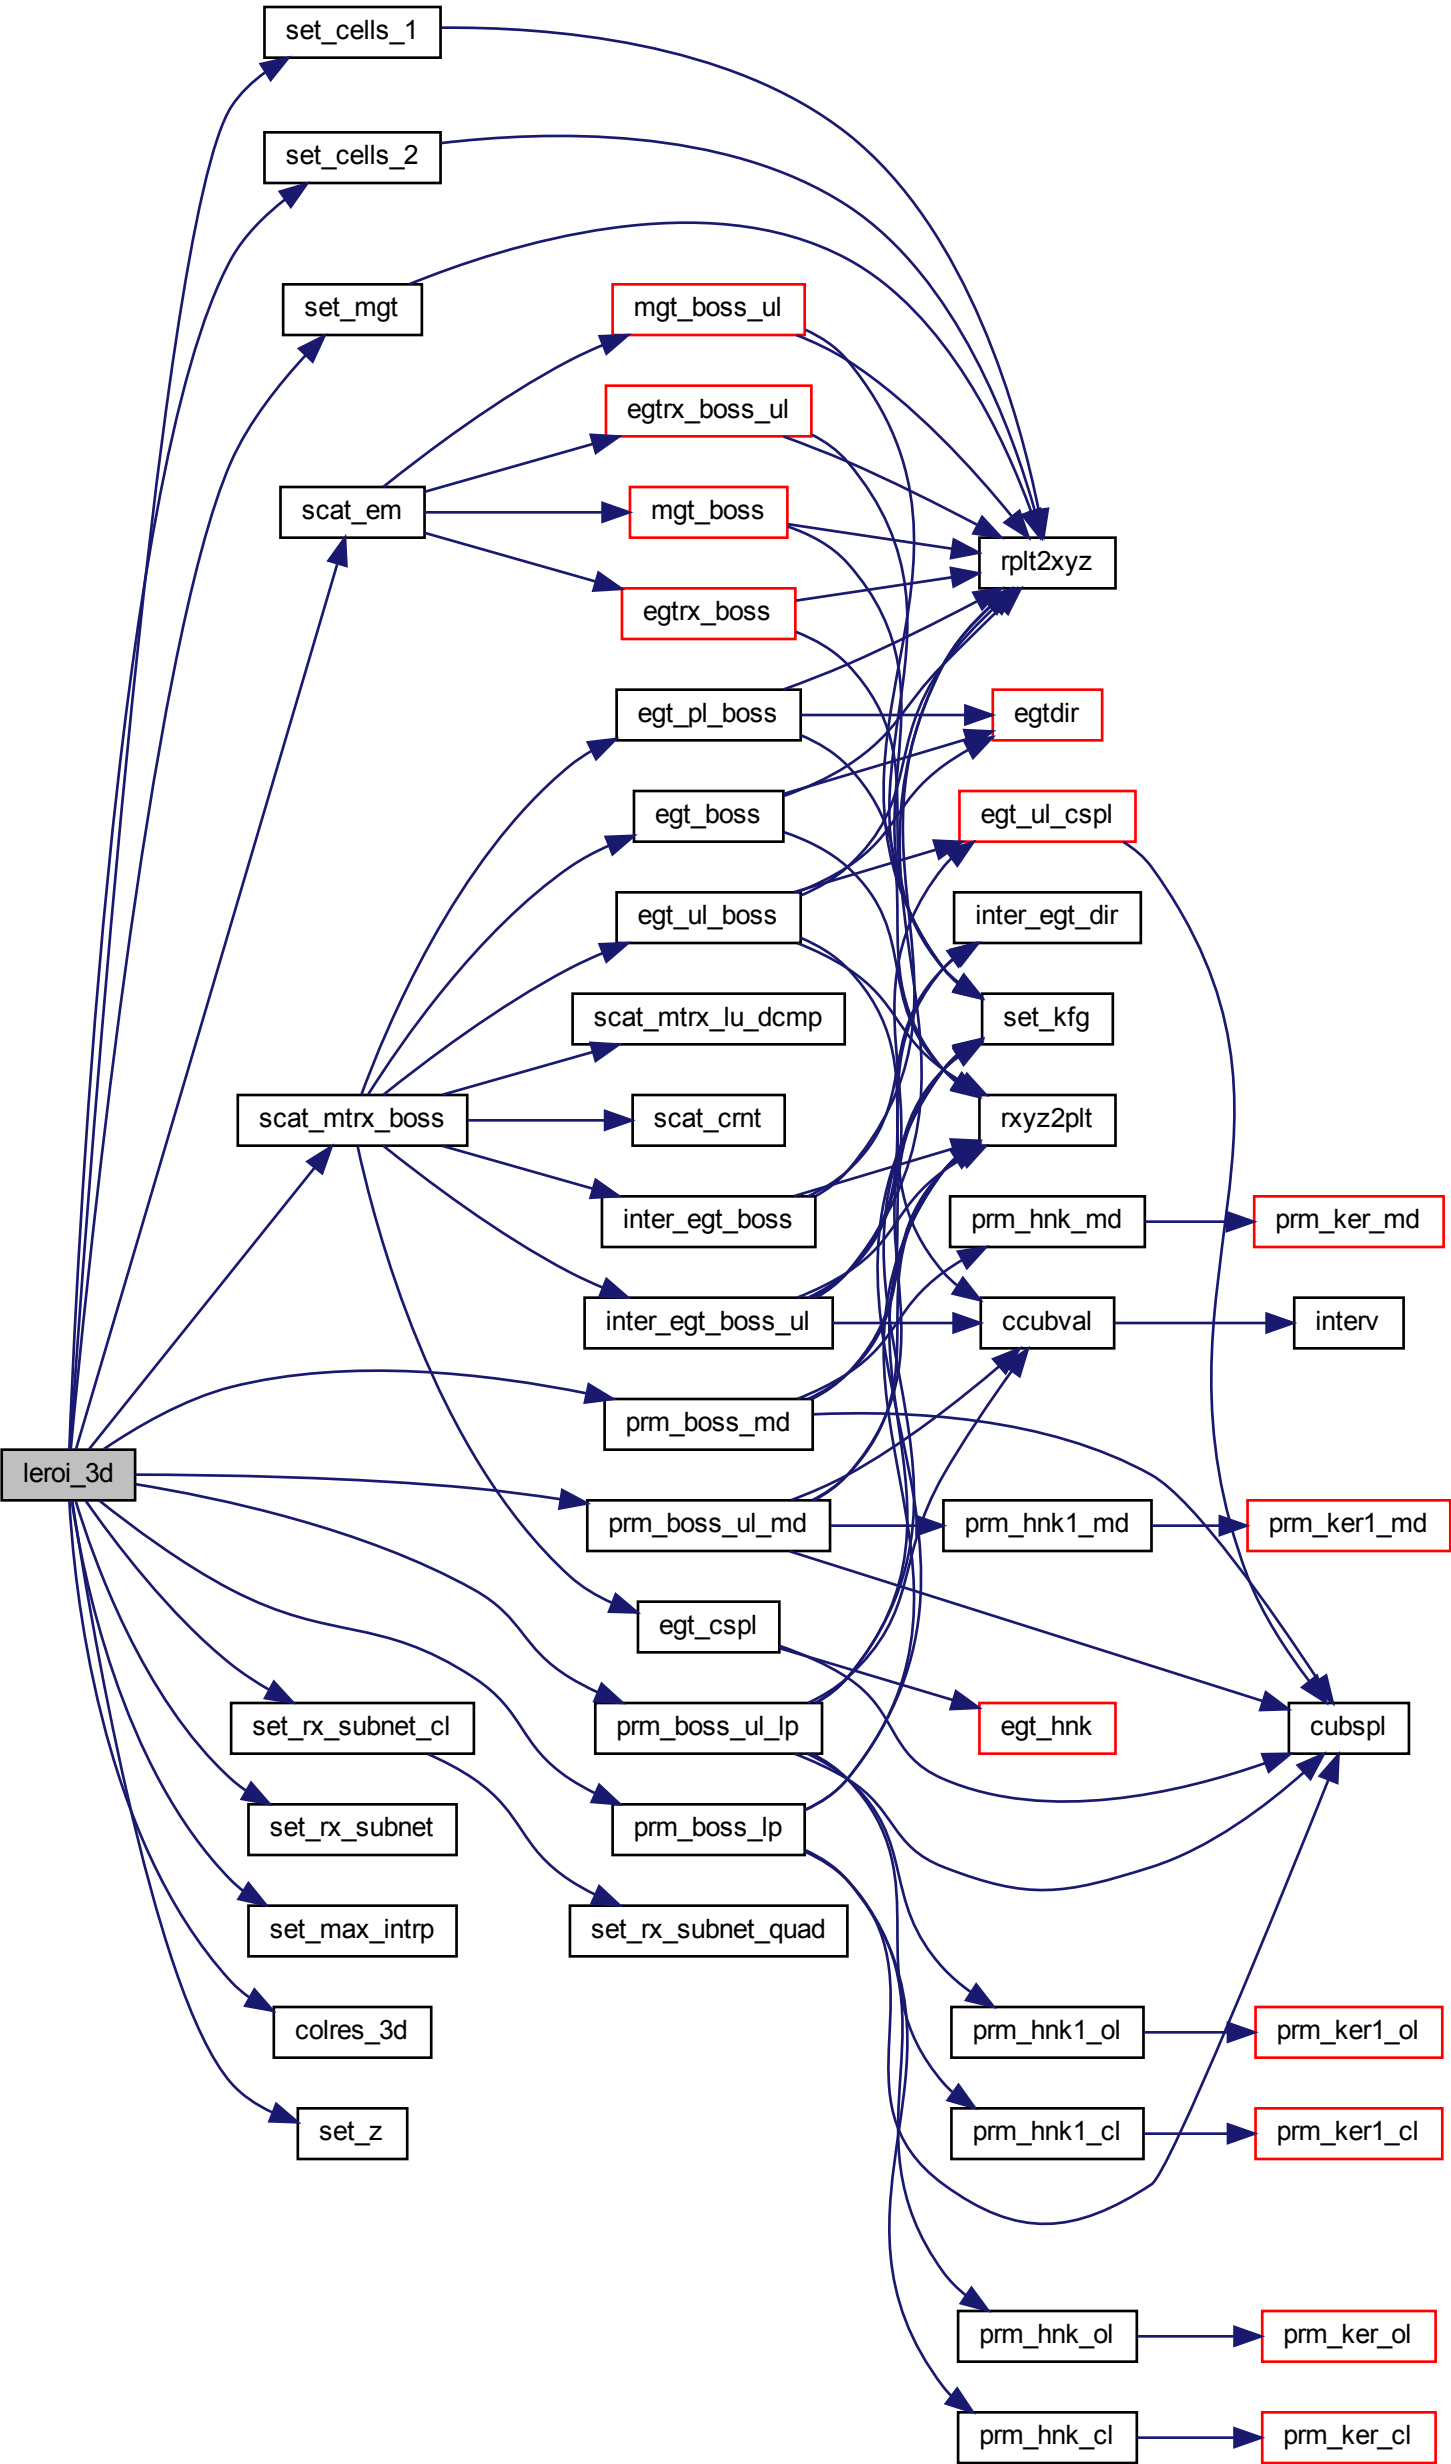 set_cells_1
set_cells_2
set_mgt
mgt_boss_ul
egtrx_boss_ul
scat_em
mgt_boss
rplt2xyz
egtrx_boss
egt_pl_boss
egtdir
egt_boss
egt_ul_cspl
egt_ul_boss
inter_egt_dir
scat_mtrx_lu_dcmp
set_kfg
scat_mtrx_boss
scat_crnt
rxyz2plt
inter_egt_boss
prm_hnk_md
prm_ker_md
inter_egt_boss_ul
ccubval
interv
prm_boss_md
leroi_3d
prm_boss_ul_md
prm_hnk1_md
prm_ker1_md
egt_cspl
set_rx_subnet_cl
prm_boss_ul_lp
egt_hnk
cubspl
set_rx_subnet
prm_boss_lp
set_max_intrp
set_rx_subnet_quad
colres_3d
prm_hnk1_ol
prm_ker1_ol
set_z
prm_hnk1_cl
prm_ker1_cl
prm_hnk_ol
prm_ker_ol
prm_hnk_cl
prm_ker_cl